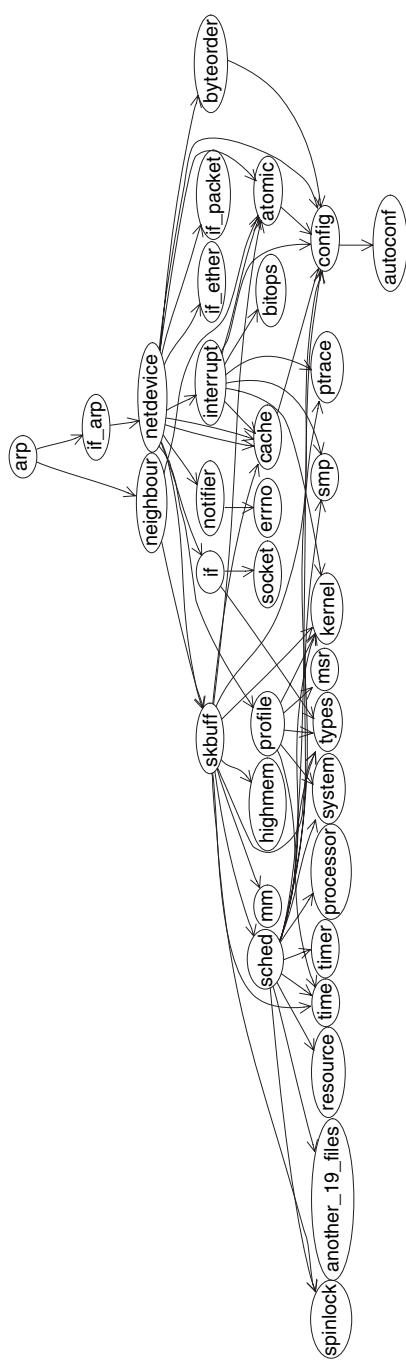 arp
if_arp
neighbour
netdevice
skbuff
if
notifier
interrupt
if_ether
if_packet
byteorder
sched
mm
highmem
profile
socket
errno
cache
bitops
atomic
spinlock
another_19_files
resource
time
timer
processor
system
types
msr
kernel
smp
ptrace
config
autoconf